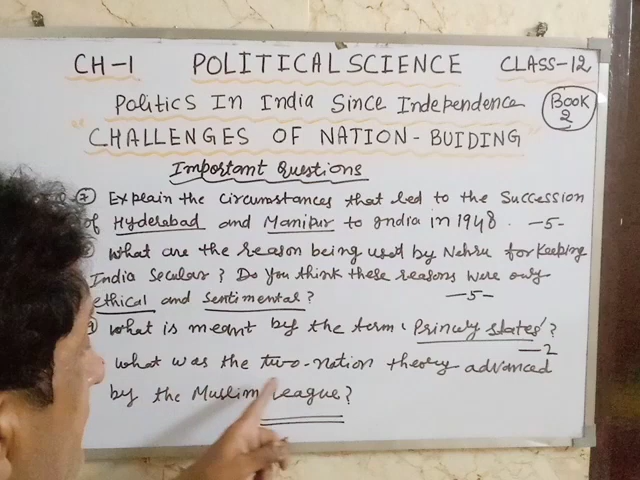 CH-1 POLITICAL SCIENCE CLASS-12
Politics In India Since Independence BOOK 2
"CHALLENGES OF NATION-BUIDING"
Important Questions
7 Explain the Circumstances that led to the Succession
of Hyderabad and Manipur to India in 1948. -5-
What are the reason being used by Nehru for keeping
India Secular? Do you think these reasons were only
ethical and Sentimental? -5-
What is meant by the term 'Princely States'?
-2
What was the two-nation theory advanced
by the Muslim League?